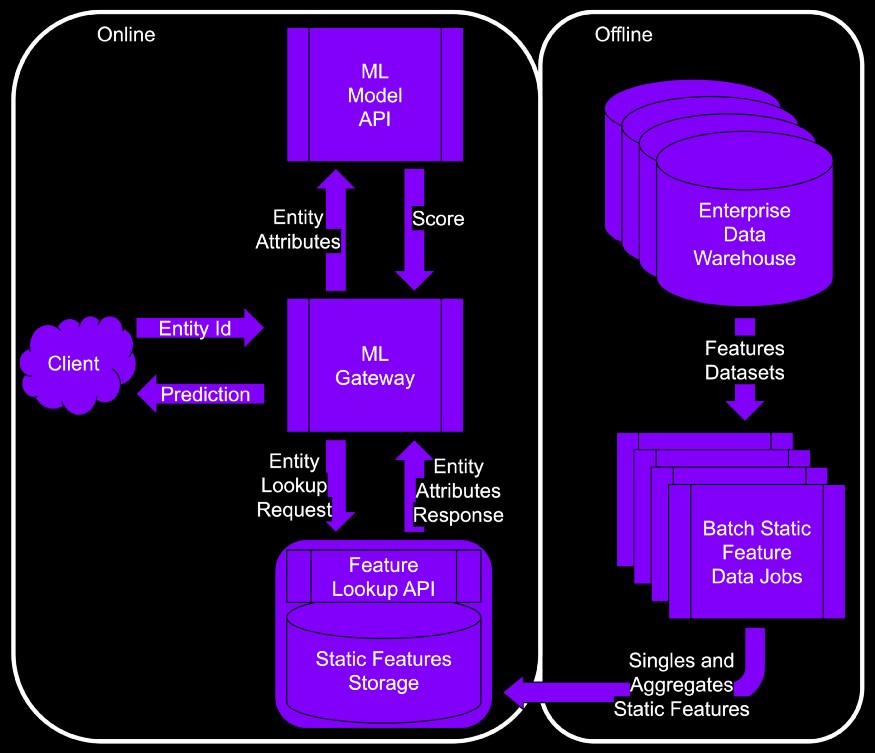 Online
ML
Model
API
Entity
Attributes
Score
Client
Entity Id
Prediction
ML
Gateway
Entity
Lookup
Request
Entity
Attributes
Response
Feature
Lookup API
Static Features
Storage
Offline
Enterprise
Data
Warehouse
Features
Datasets
Batch Static
Feature
Data Jobs
Singles and
Aggregates
Static Features